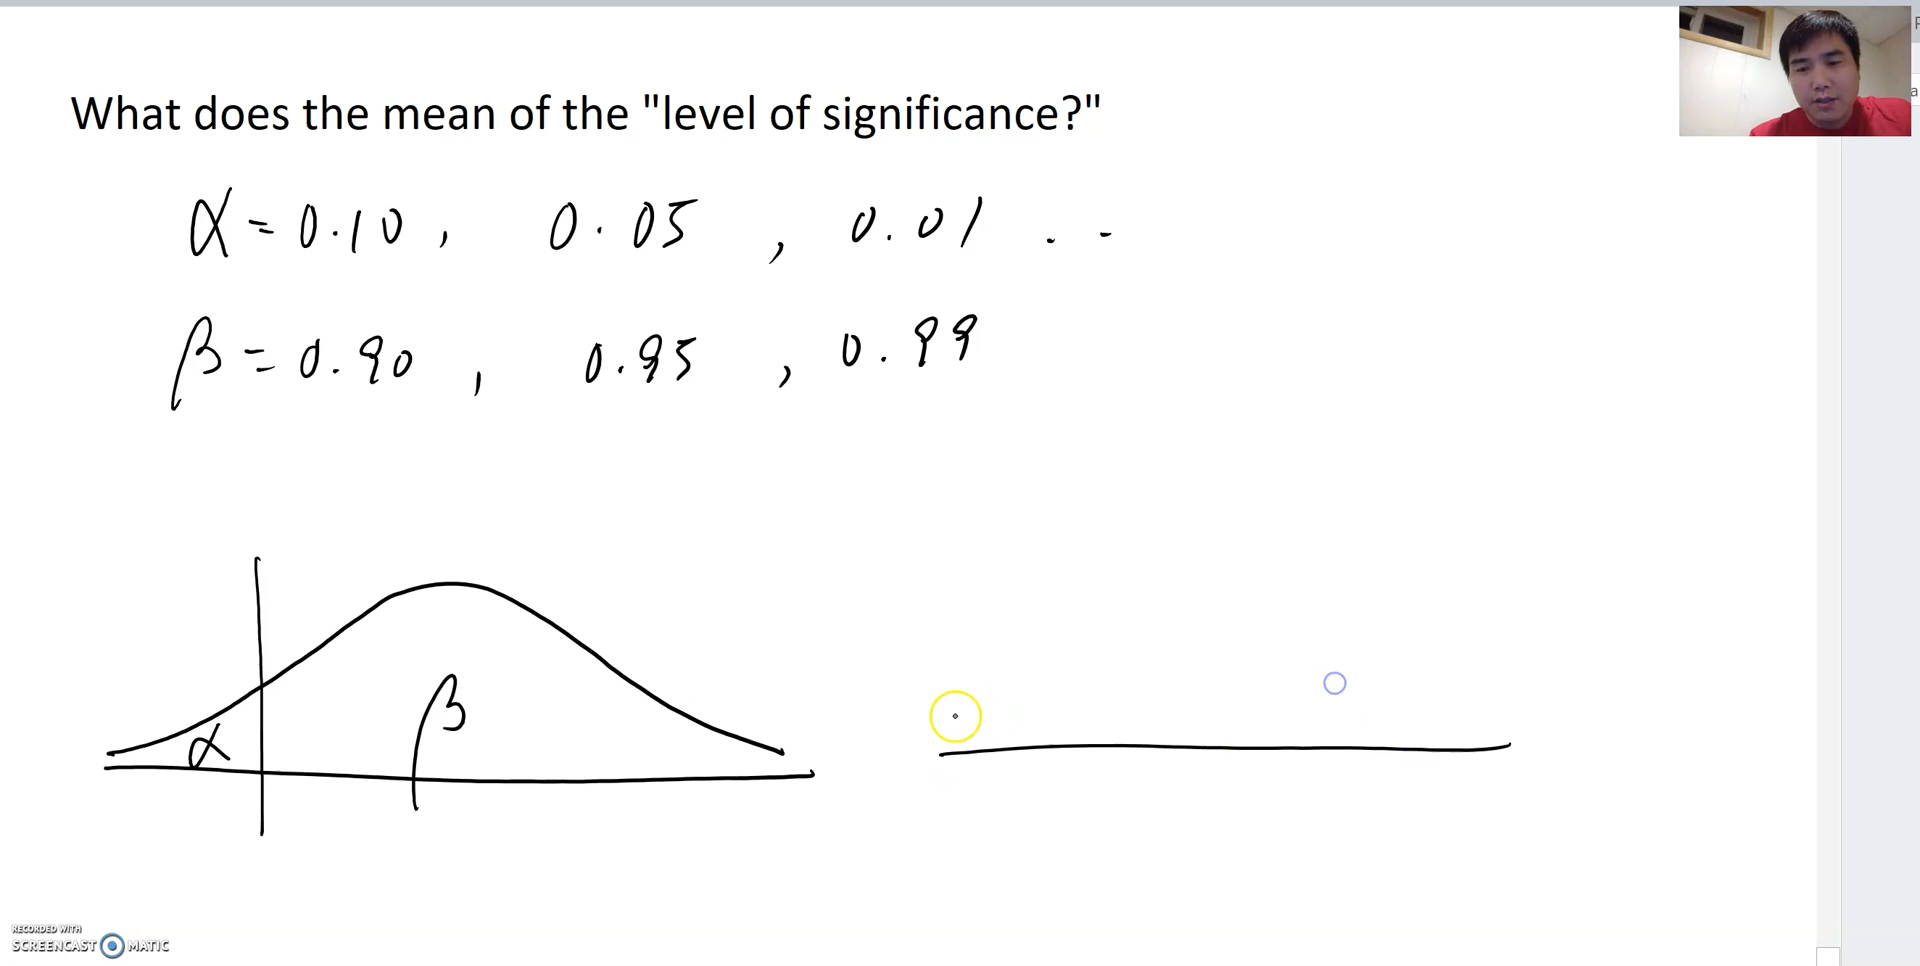 What does the mean of the "level of significance?"
α = 0.10 , 0.05 , 0.01 . .
β = 0.90 , 0.95 , 0.99
β
α
RECORDED WITH
SCREENCAST MATIC